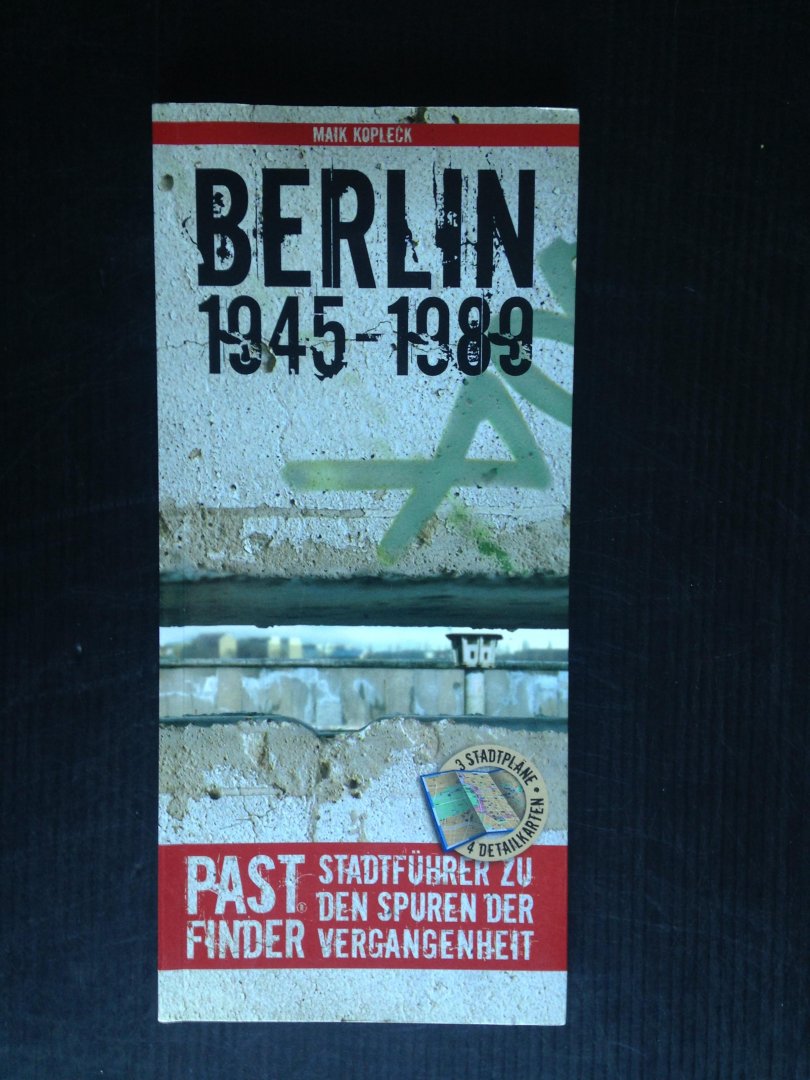 MAIK KOPLECK
BERLIN
1945-1989
3 STADTPLÄNE •
4 DETAILKARTEN
PAST®
FINDER
STADTFÜHRER ZU
DEN SPUREN DER
VERGANGENHEIT